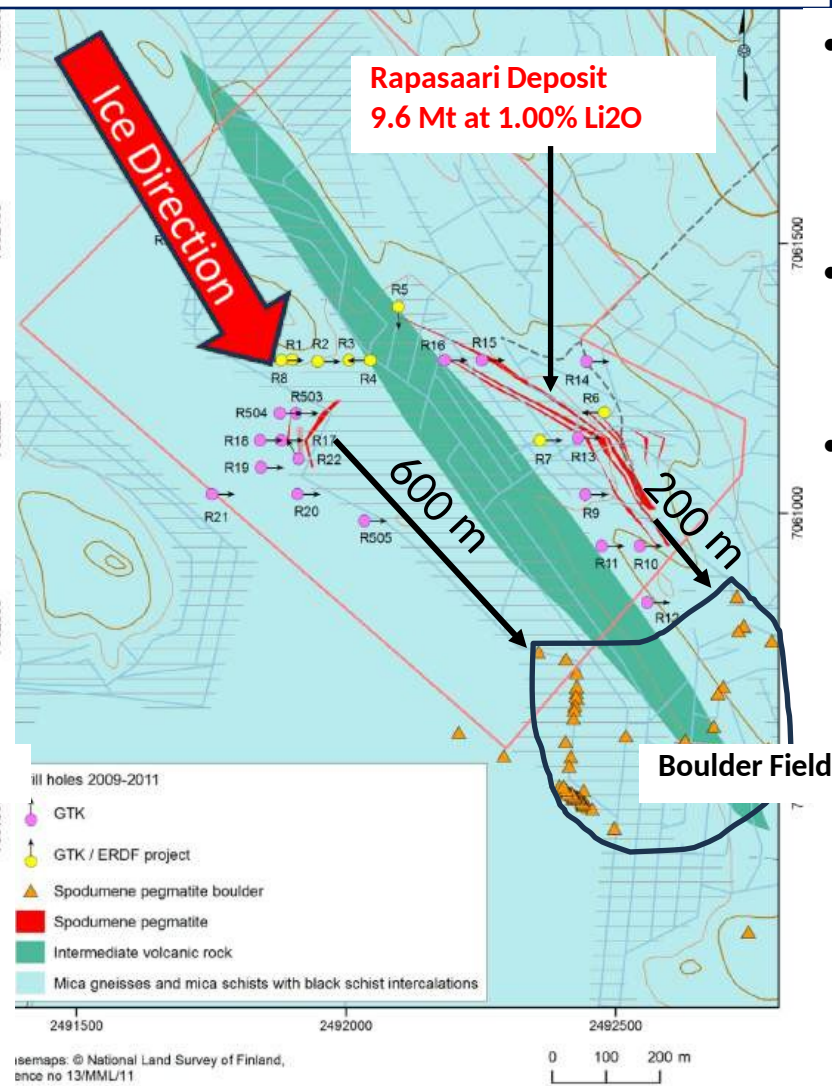 Rapasaari Deposit
9.6 Mt at 1.00% Li2O
Ice Direction
7061500
R5
R1 R2 R3
R16 R15
R8 R4
R14
R503
R6
R504
R18 R17
R7 R13
R22
R19
600 m
200 m
R21 R20
R9
7061000
R505
R11 R10
R12
Boulder Field
ill holes 2009-2011
GTK
GTK / ERDF project
Spodumene pegmatite boulder
Spodumene pegmatite
Intermediate volcanic rock
Mica gneisses and mica schists with black schist intercalations
2491500 2492000 2492500
semaps: © National Land Survey of Finland,
ence no 13/MML/11
0 100 200 m